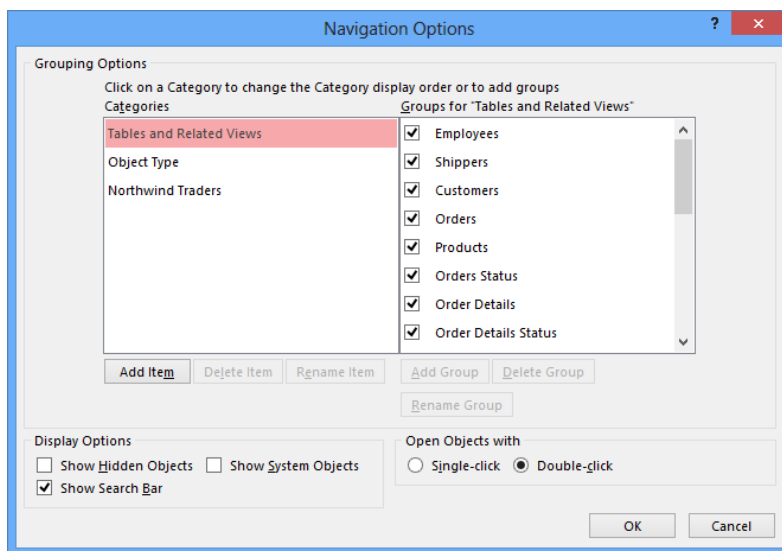 Navigation Options
?
Grouping Options
Click on a Category to change the Category display order or to add groups
Categories
Groups for "Tables and Related Views"
Tables and Related Views
Object Type
Northwind Traders
Employees
Shippers
Customers
Orders
Products
Orders Status
Order Details
Order Details Status
Add Item Delete Item Rename Item
Add Group Delete Group
Rename Group
Display Options
Show Hidden Objects Show System Objects
Show Search Bar
Open Objects with
Single-click Double-click
OK Cancel